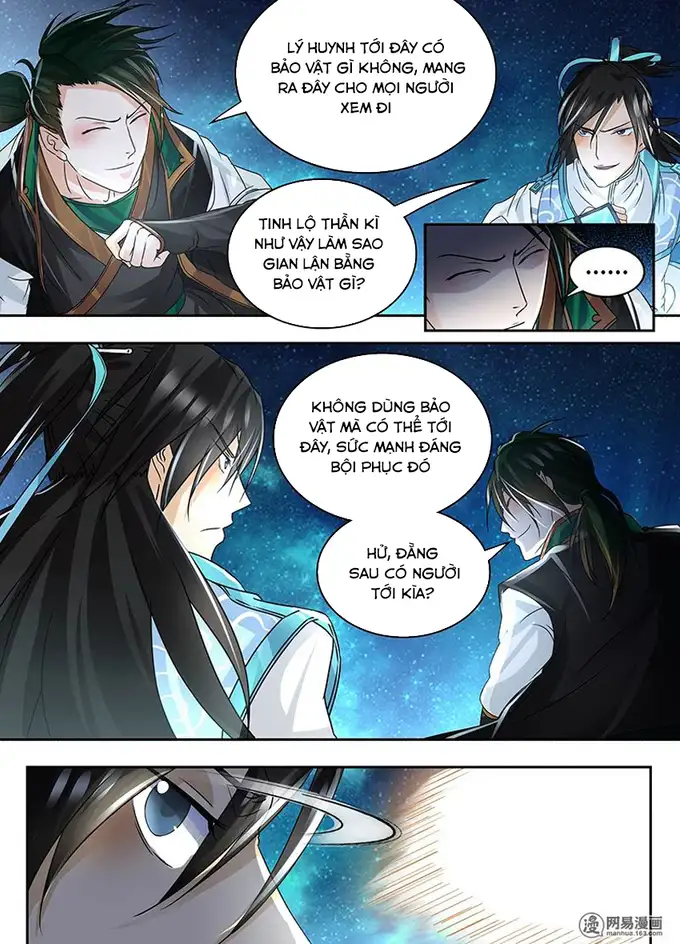 LÝ HUYNH TỚI ĐÂY CÓ
BẢO VẬT GÌ KHÔNG, MANG
RA ĐÂY CHO MỌI NGƯỜI
XEM ĐI
TINH LỘ THẦN KÌ
NHƯ VẬY LÀM SAO
GIAN LẬN BẰNG
BẢO VẬT GÌ?
......
KHÔNG DÙNG BẢO
VẬT MÀ CÓ THỂ TỚI
ĐÂY, SỨC MẠNH ĐÁNG
BỘI PHỤC ĐÓ
HỬ, ĐẰNG
SAU CÓ NGƯỜI
TỚI KÌA?
漫 网易漫画
manhua.163.com